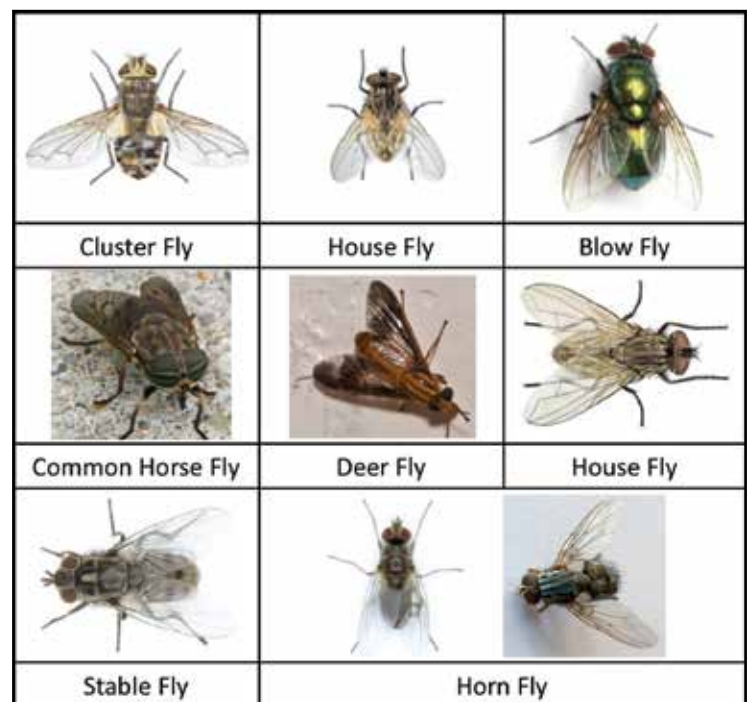 Cluster Fly
House Fly
Blow Fly
Common Horse Fly
Deer Fly
House Fly
Stable Fly
Horn Fly